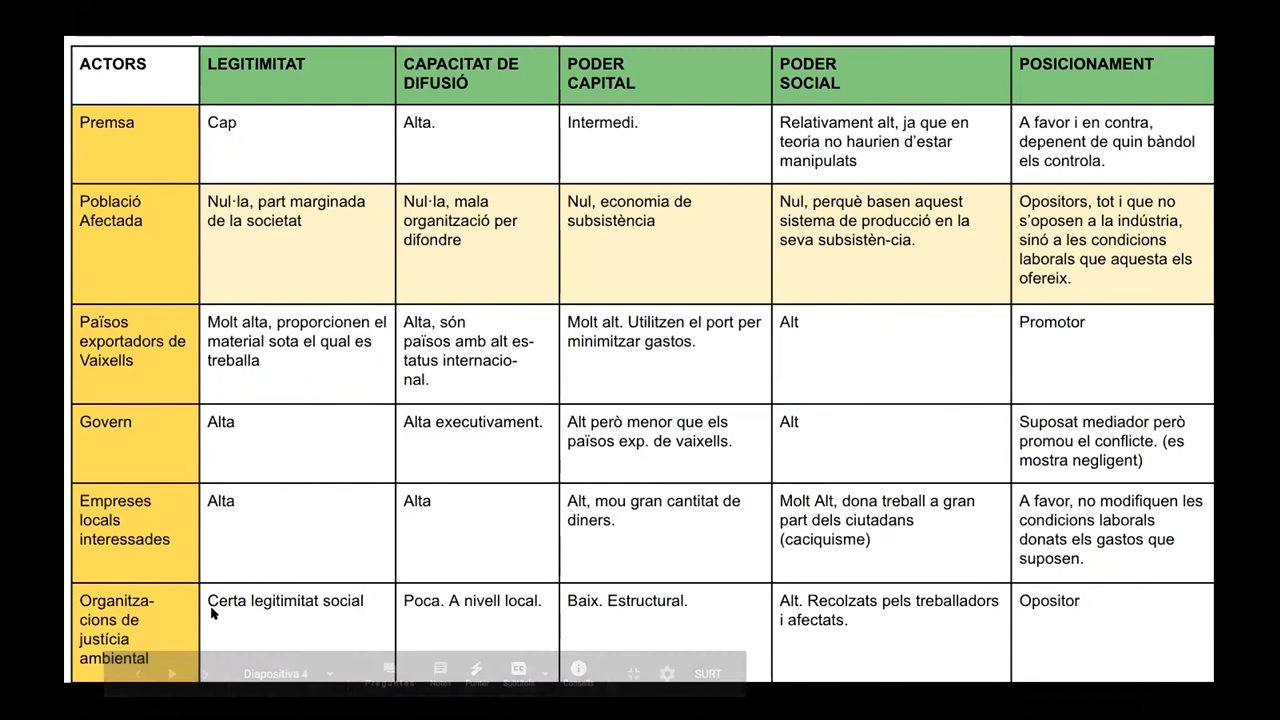 ACTORS
LEGITIMITAT
CAPACITAT DE
DIFUSIÓ
PODER
CAPITAL
PODER
SOCIAL
POSICIONAMENT
Premsa
Cap
Alta.
Intermedi.
Relativament alt, ja que en
teoria no haurien d'estar
manipulats
A favor i en contra,
depenent de quin bàndol
els controla.
Població
Afectada
Nul·la, part marginada
de la societat
Nul·la, mala
organització per
difondre
Nul, economia de
subsistència
Nul, perquè basen aquest
sistema de producció en la
seva subsistèn-cia.
Opositors, tot i que no
s'oposen a la indústria,
sinó a les condicions
laborals que aquesta els
ofereix.
Països
exportadors de
Vaixells
Molt alta, proporcionen el
material sota el qual es
treballa
Alta, són
països amb alt es-
tatus internacio-
nal.
Molt alt. Utilitzen el port per
minimitzar gastos.
Alt
Promotor
Govern
Alta
Alta executivament.
Alt però menor que els
països exp. de vaixells.
Alt
Suposat mediador però
promou el conflicte. (es
mostra negligent)
Empreses
locals
interessades
Alta
Alta
Alt, mou gran cantitat de
diners.
Molt Alt, dona treball a gran
part dels ciutadans
(caciquisme)
A favor, no modifiquen les
condicions laborals
donats els gastos que
suposen.
Organitza-
cions de
justícia
ambiental
Certa legitimitat social
Poca. A nivell local.
Baix. Estructural.
Alt. Recolzats pels treballadors
i afectats.
Opositor
Diapositiva 4
Preguntes
Notes
Punter
Subtítols
Consells
SURT